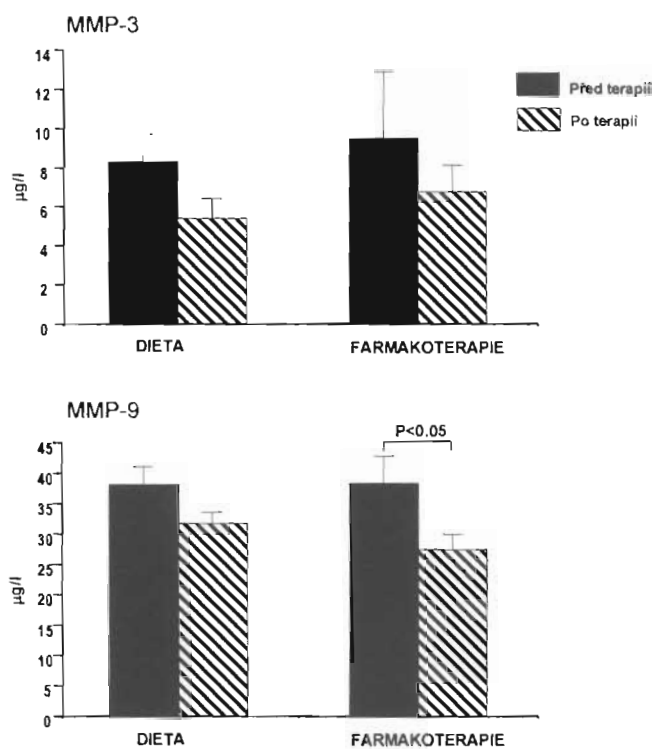 MMP-3
14
12
10
8
6
4
2
0
µg/l
DIETA
FARMAKOTERAPIE
Před terapií
Po terapií
MMP-9
P<0.05
45
40
35
30
25
20
15
10
5
0
µg/l
DIETA
FARMAKOTERAPIE